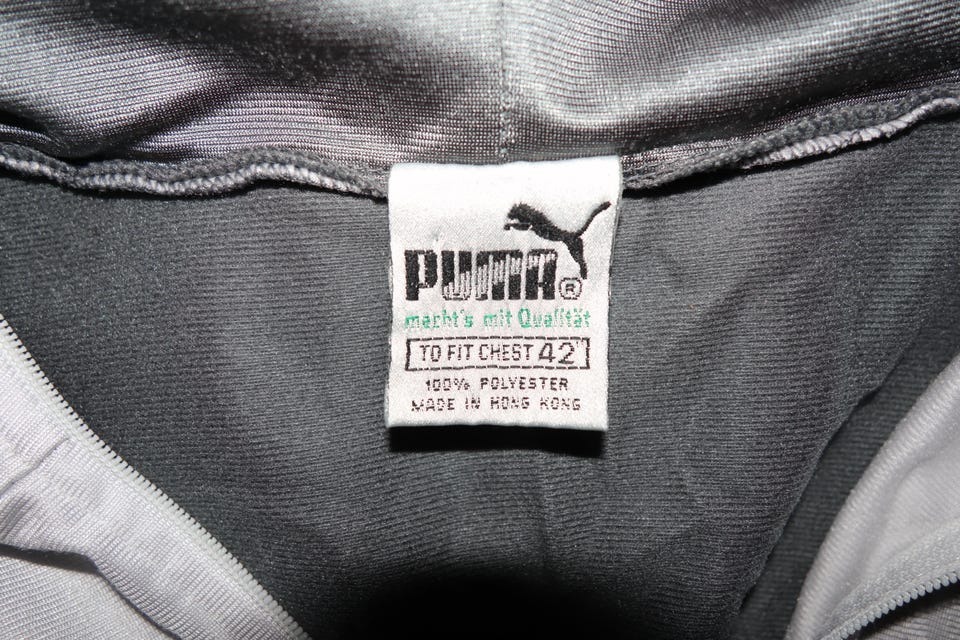 PUMA®
macht's mit Qualität
TO FIT CHEST 42"
100% POLYESTER
MADE IN HONG KONG